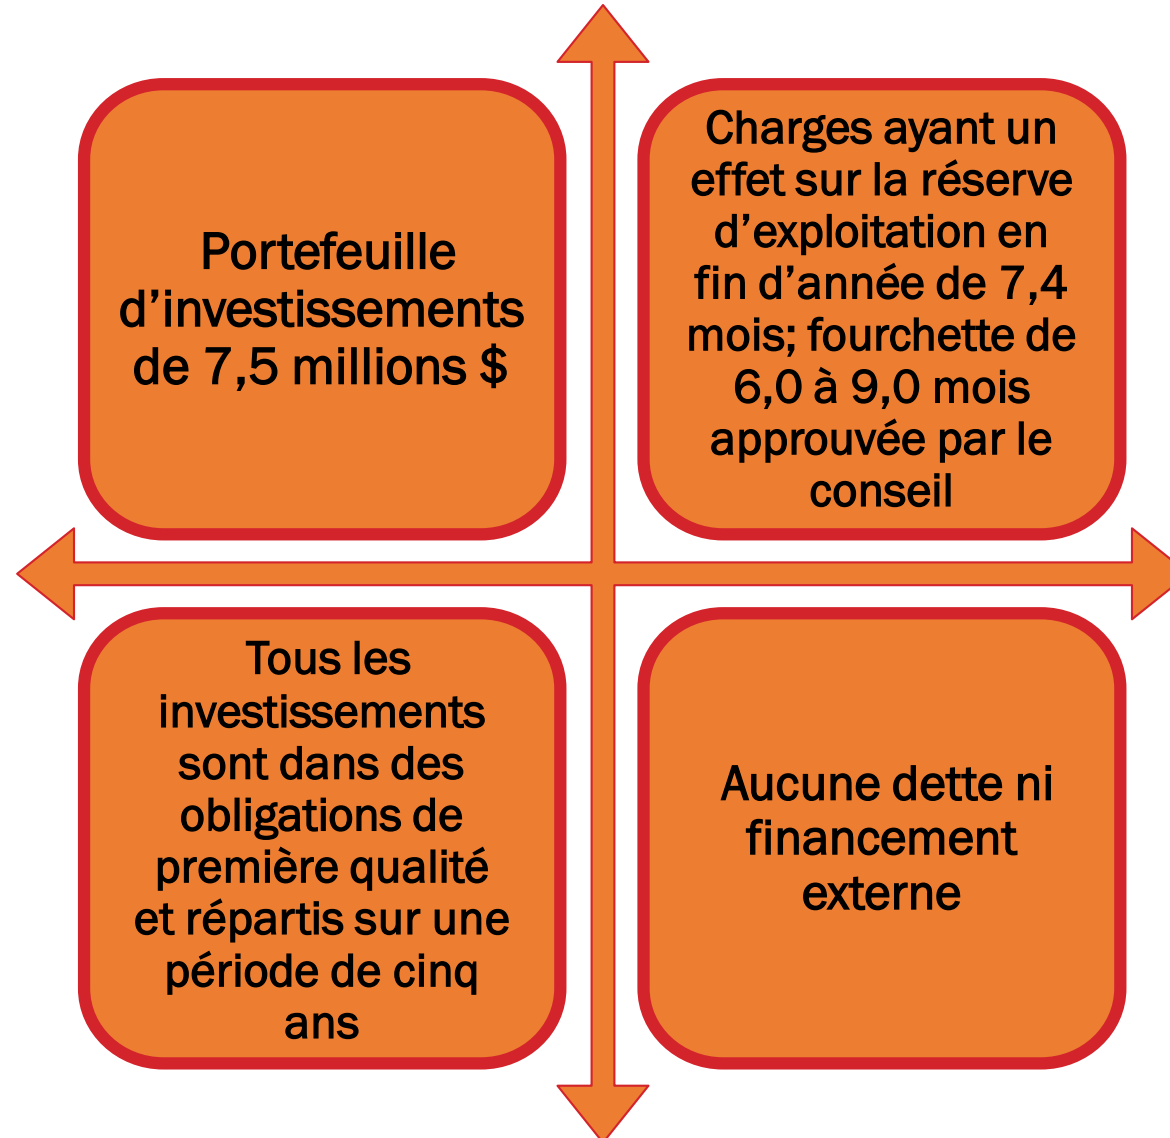 Portefeuille
d’investissements
de 7,5 millions $
Charges ayant un
effet sur la réserve
d’exploitation en
fin d’année de 7,4
mois; fourchette de
6,0 à 9,0 mois
approuvée par le
conseil
Tous les
investissements
sont dans des
obligations de
première qualité
et répartis sur une
période de cinq
ans
Aucune dette ni
financement
externe